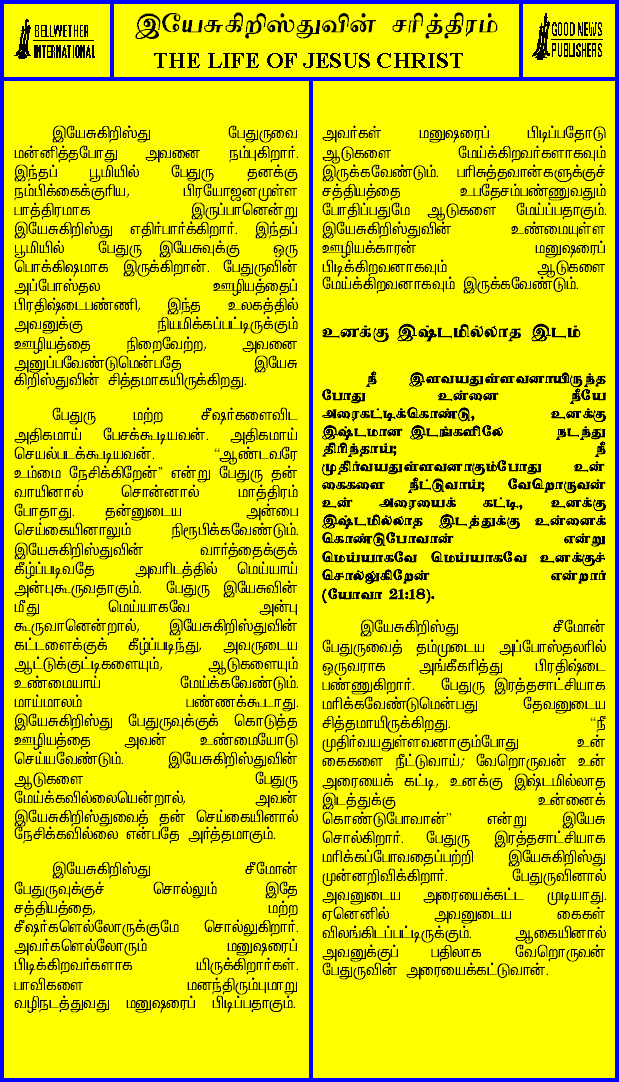 BELLWETHER
INTERNATIONAL
இயேசுகிறிஸ்துவின் சரித்திரம்
THE LIFE OF JESUS CHRIST
GOOD NEWS
PUBLISHERS
இயேசுகிறிஸ்து பேதுருவை
மன்னித்தபோது அவனை நம்புகிறார்.
இந்தப் பூமியில் பேதுரு தனக்கு
நம்பிக்கைக்குரிய, பிரயோஜனமுள்ள
பாத்திரமாக இருப்பானென்று
இயேசுகிறிஸ்து எதிர்பார்க்கிறார். இந்தப்
பூமியில் பேதுரு இயேசுவுக்கு ஒரு
பொக்கிஷமாக இருக்கிறான். பேதுருவின்
அப்போஸ்தல ஊழியத்தைப்
பிரதிஷ்டைபண்ணி, இந்த உலகத்தில்
அவனுக்கு நியமிக்கப்பட்டிருக்கும்
ஊழியத்தை நிறைவேற்ற, அவனை
அனுப்பவேண்டுமென்பதே இயேசு
கிறிஸ்துவின் சித்தமாகயிருக்கிறது.
பேதுரு மற்ற சீஷர்களைவிட
அதிகமாய் பேசக்கூடியவன். அதிகமாய்
செயல்படக்கூடியவன். “ஆண்டவரே
உம்மை நேசிக்கிறேன்” என்று பேதுரு தன்
வாயினால் சொன்னால் மாத்திரம்
போதாது. தன்னுடைய அன்பை
செய்கையினாலும் நிரூபிக்கவேண்டும்.
இயேசுகிறிஸ்துவின் வார்த்தைக்குக்
கீழ்ப்படிவதே அவரிடத்தில் மெய்யாய்
அன்புகூருவதாகும். பேதுரு இயேசுவின்
மீது மெய்யாகவே அன்பு
கூருவானென்றால், இயேசுகிறிஸ்துவின்
கட்டளைக்குக் கீழ்ப்படிந்து, அவருடைய
ஆட்டுக்குட்டிகளையும், ஆடுகளையும்
உண்மையாய் மேய்க்கவேண்டும்.
மாய்மாலம் பண்ணக்கூடாது.
இயேசுகிறிஸ்து பேதுருவுக்குக் கொடுத்த
ஊழியத்தை அவன் உண்மையோடு
செய்யவேண்டும். இயேசுகிறிஸ்துவின்
ஆடுகளை பேதுரு
மேய்க்கவில்லையென்றால், அவன்
இயேசுகிறிஸ்துவைத் தன் செய்கையினால்
நேசிக்கவில்லை என்பதே அர்த்தமாகும்.
இயேசுகிறிஸ்து சீமோன்
பேதுருவுக்குச் சொல்லும் இதே
சத்தியத்தை, மற்ற
சீஷர்களெல்லோருக்குமே சொல்லுகிறார்.
அவர்களெல்லோரும் மனுஷரைப்
பிடிக்கிறவர்களாக யிருக்கிறார்கள்.
பாவிகளை மனந்திரும்புமாறு
வழிநடத்துவது மனுஷரைப் பிடிப்பதாகும்.
அவர்கள் மனுஷரைப் பிடிப்பதோடு
ஆடுகளை மேய்க்கிறவர்களாகவும்
இருக்கவேண்டும். பரிசுத்தவான்களுக்குச்
சத்தியத்தை உபதேசம்பண்ணுவதும்
போதிப்பதுமே ஆடுகளை மேய்ப்பதாகும்.
இயேசுகிறிஸ்துவின் உண்மையுள்ள
ஊழியக்காரன் மனுஷரைப்
பிடிக்கிறவனாகவும் ஆடுகளை
மேய்க்கிறவனாகவும் இருக்கவேண்டும்.
உனக்கு இஷ்டமில்லாத இடம்
நீ இளவயதுள்ளவனாயிருந்த
போது உன்னை நீயே
அரைகட்டிக்கொண்டு, உனக்கு
இஷ்டமான இடங்களிலே நடந்து
திரிந்தாய்; நீ
முதிர்வயதுள்ளவனாகும்போது உன்
கைகளை நீட்டுவாய்; வேறொருவன்
உன் அரையைக் கட்டி, உனக்கு
இஷ்டமில்லாத இடத்துக்கு உன்னைக்
கொண்டுபோவான் என்று
மெய்யாகவே மெய்யாகவே உனக்குச்
சொல்லுகிறேன் என்றார்
(யோவா 21:18).
இயேசுகிறிஸ்து சீமோன்
பேதுருவைத் தம்முடைய அப்போஸ்தலரில்
ஒருவராக அங்கீகரித்து பிரதிஷ்டை
பண்ணுகிறார். பேதுரு இரத்தசாட்சியாக
மரிக்கவேண்டுமென்பது தேவனுடைய
சித்தமாயிருக்கிறது. “நீ
முதிர்வயதுள்ளவனாகும்போது உன்
கைகளை நீட்டுவாய்; வேறொருவன் உன்
அரையைக் கட்டி, உனக்கு இஷ்டமில்லாத
இடத்துக்கு உன்னைக்
கொண்டுபோவான்” என்று இயேசு
சொல்கிறார். பேதுரு இரத்தசாட்சியாக
மரிக்கப்போவதைப்பற்றி இயேசுகிறிஸ்து
முன்னறிவிக்கிறார். பேதுருவினால்
அவனுடைய அரையைக்கட்ட முடியாது.
ஏனெனில் அவனுடைய கைகள்
விலங்கிடப்பட்டிருக்கும். ஆகையினால்
அவனுக்குப் பதிலாக வேறொருவன்
பேதுருவின் அரையைக்கட்டுவான்.